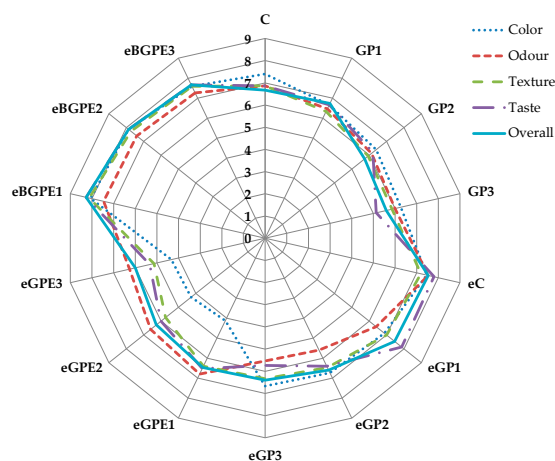 C
GP1
GP2
GP3
eC
eGP1
eGP2
eGP3
eGPE1
eGPE2
eGPE3
eBGPE1
eBGPE2
eBGPE3
9
8
7
6
5
4
3
2
1
0
Color
Odour
Texture
Taste
Overall